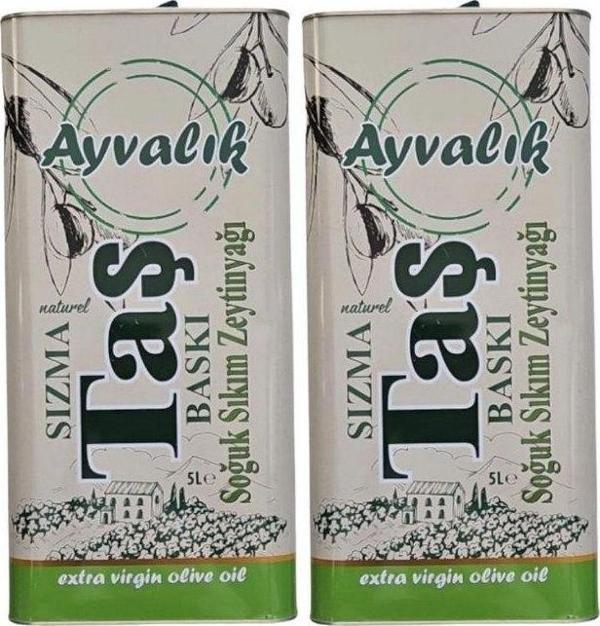 Ayvalık
naturel
SIZMA
Taş
BASKI
Soğuk Sıkım Zeytinyağı
5L℮
extra virgin olive oil
Ayvalık
naturel
SIZMA
Taş
BASKI
Soğuk Sıkım Zeytinyağı
5L℮
extra virgin olive oil